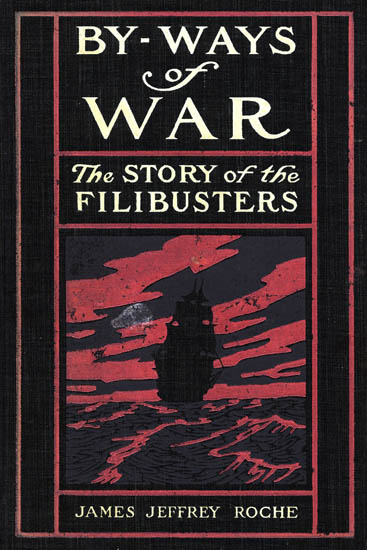 BY-WAYS
of
WAR
The STORY of the
FILIBUSTERS
JAMES JEFFREY ROCHE